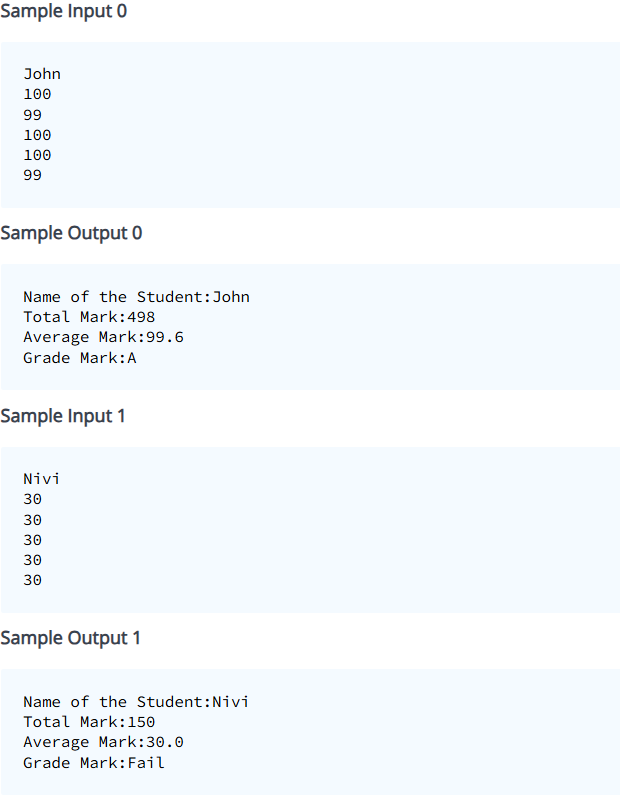 Sample Input 0
John
100
99
100
100
99
Sample Output 0
Name of the Student:John
Total Mark:498
Average Mark:99.6
Grade Mark:A
Sample Input 1
Nivi
30
30
30
30
30
Sample Output 1
Name of the Student:Nivi
Total Mark:150
Average Mark:30.0
Grade Mark:Fail